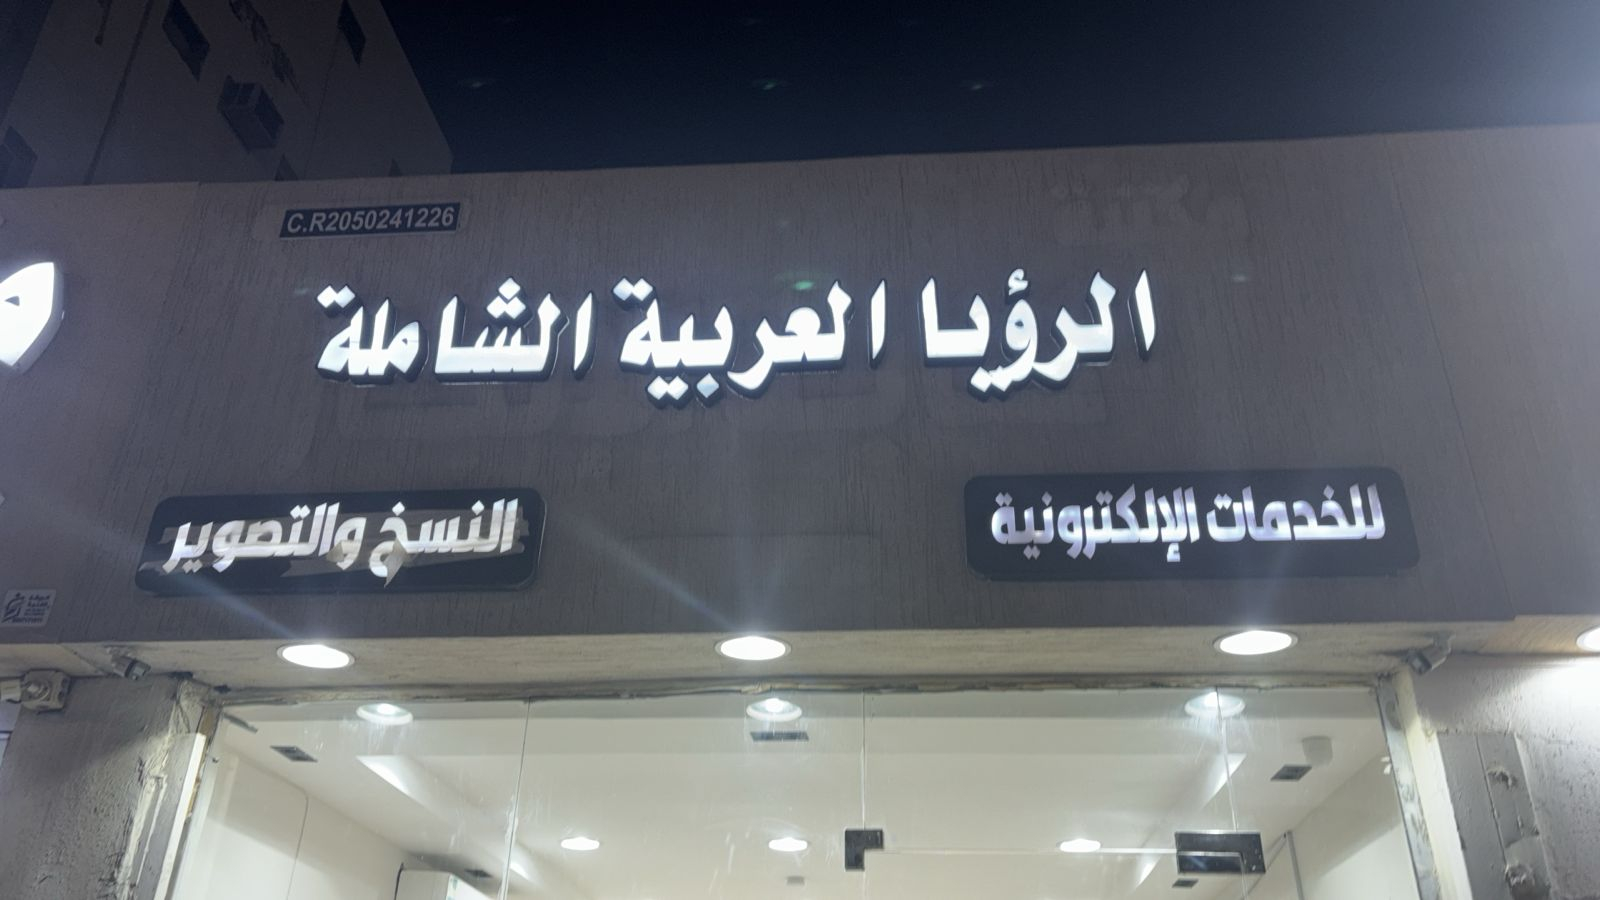 C.R2050241226
الرؤيا العربية الشاملة
للخدمات الإلكترونية
النسخ والتصوير